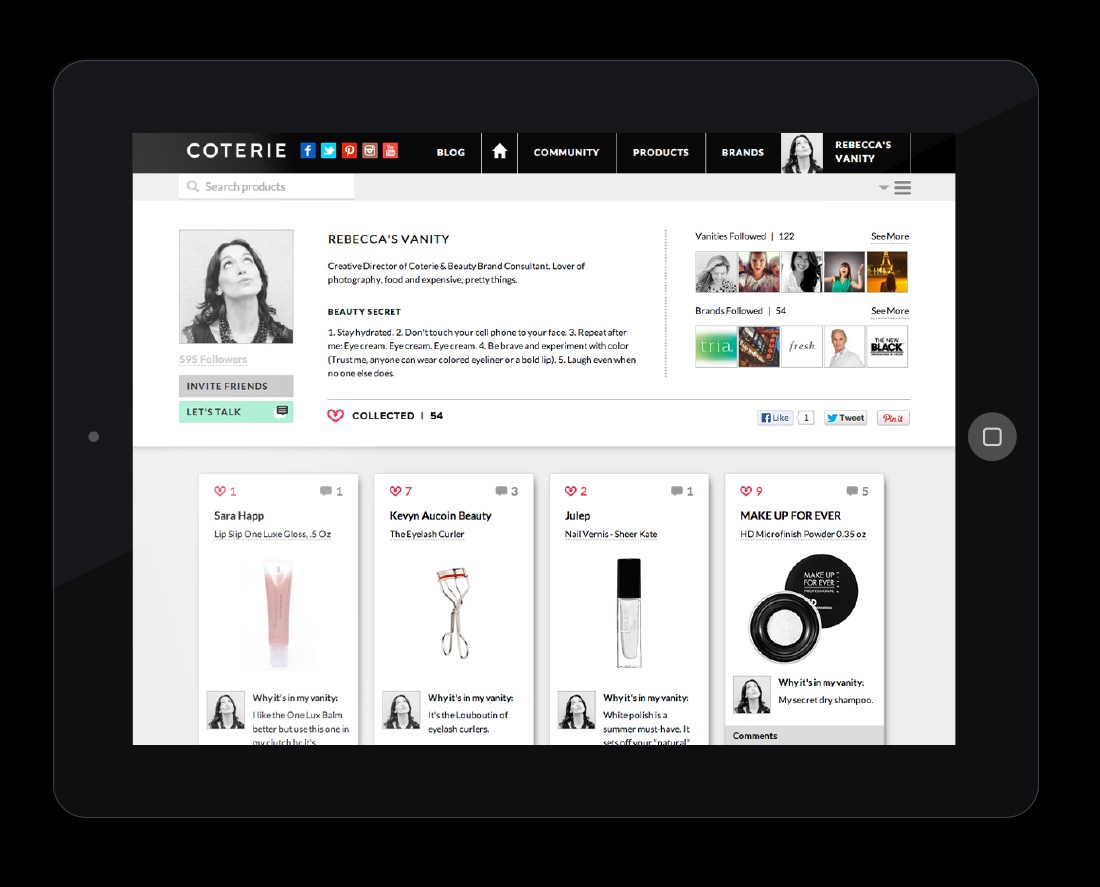 COTERIE
BLOG
COMMUNITY
PRODUCTS
BRANDS
REBECCA'S
VANITY
Search products
REBECCA'S VANITY
Creative Director of Coterie & Beauty Brand Consultant. Lover of
photography, food and expensive, pretty things.
BEAUTY SECRET
1. Stay hydrated. 2. Don't touch your cell phone to your face. 3. Repeat after
me: Eye cream. Eye cream. Eye cream. 4. Be brave and experiment with color
(Trust me, anyone can wear colored eyeliner or a bold lip). 5. Laugh even when
no one else does.
595 Followers
INVITE FRIENDS
LET'S TALK
Vanities Followed | 122
See More
Brands Followed | 54
See More
tria.
fresh
THE NEW
BLACK
COLLECTED | 54
Like
1
Tweet
Pin it
1
1
Sara Happ
Lip Slip One Luxe Gloss, .5 Oz
Why it's in my vanity:
I like the One Lux Balm
better but use this one in
my clutch bc it's
7
3
Kevyn Aucoin Beauty
The Eyelash Curler
Why it's in my vanity:
It's the Louboutin of
eyelash curlers.
2
1
Julep
Nail Vernis - Sheer Kate
Why it's in my vanity:
White polish is a
summer must-have. It
sets off your "natural"
9
5
MAKE UP FOR EVER
HD Microfinish Powder 0.35 oz
MAKE UP
FOR EVER
PROFESSIONAL
Why it's in my vanity:
My secret dry shampoo.
Comments